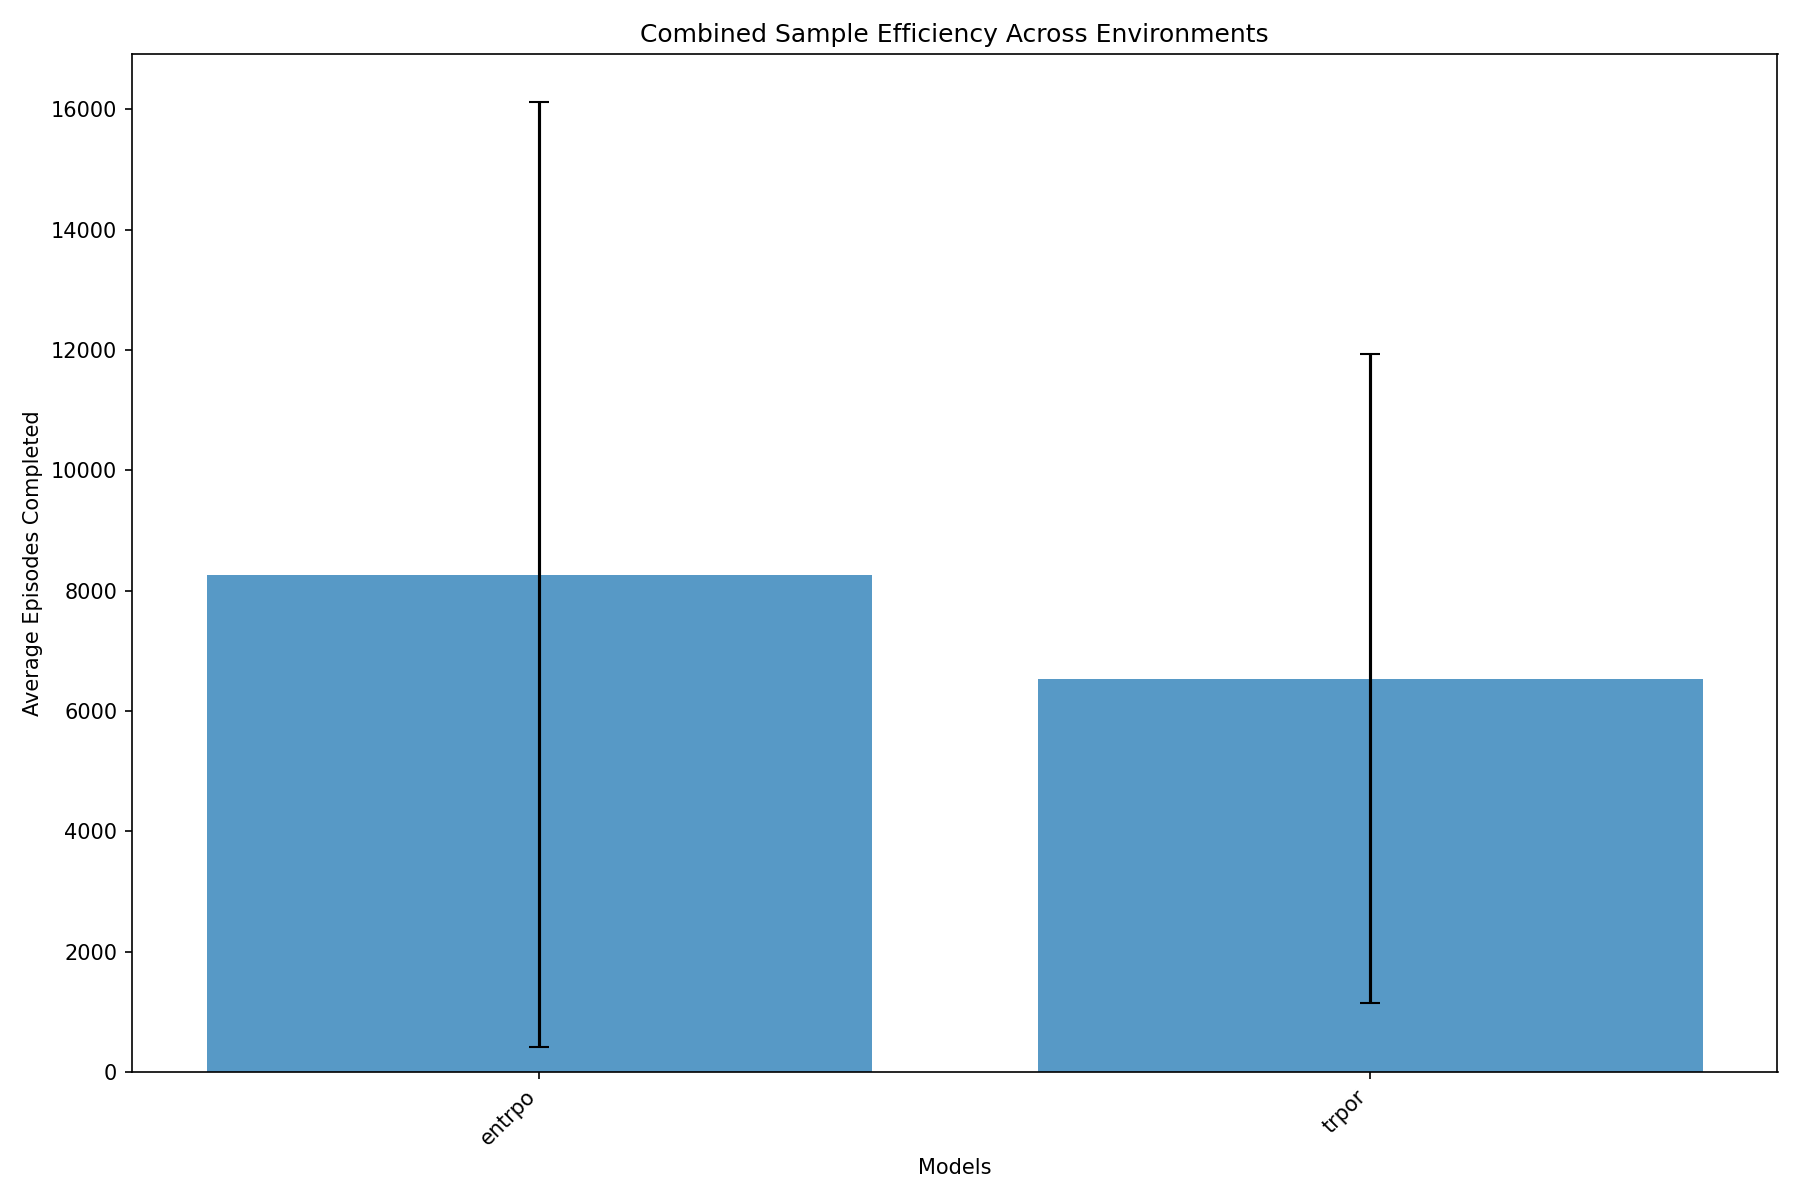 Combined Sample Efficiency Across Environments
16000
14000
12000
10000
8000
6000
4000
2000
0
Average Episodes Completed
entrpo
trpor
Models